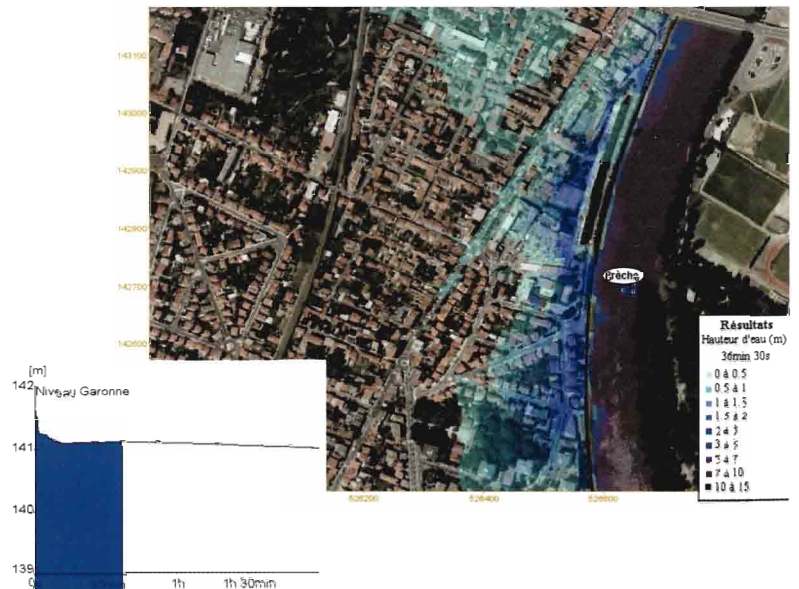 143100
143000
142900
142800
142700
142600
Brèche
Résultats
Hauteur d'eau (m)
36min 30s
0 à 0.5
0.5 à 1
1 à 1.5
1.5 à 2
2 à 3
3 à 5
5 à 7
7 à 10
10 à 15
526200
526400
526600
[m]
142
Niveau Garonne
141
140
139
0
30min
1h
1h 30min